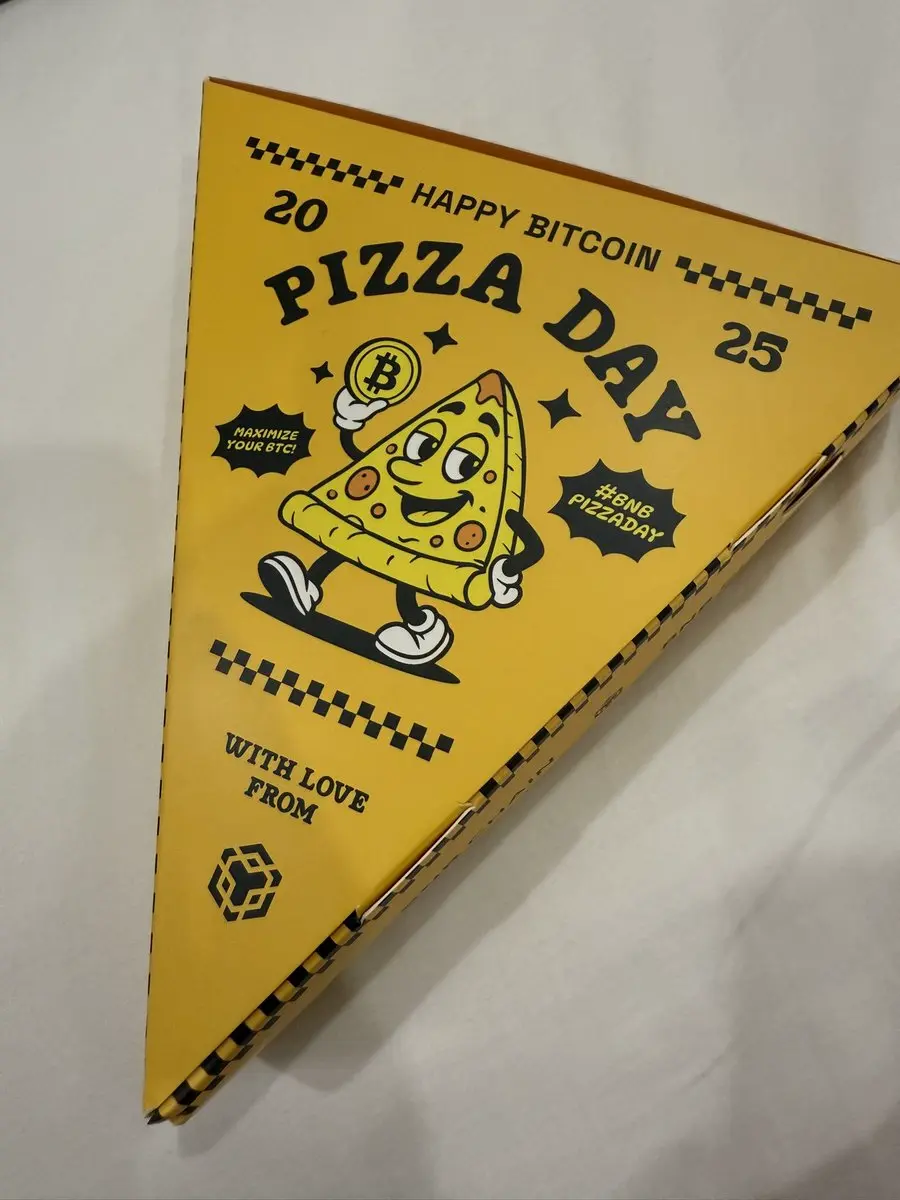 HAPPY BITCOIN
20
PIZZA DAY
25
B
MAXIMIZE
YOUR BTC!
#BNB
PIZZADAY
WITH LOVE
FROM